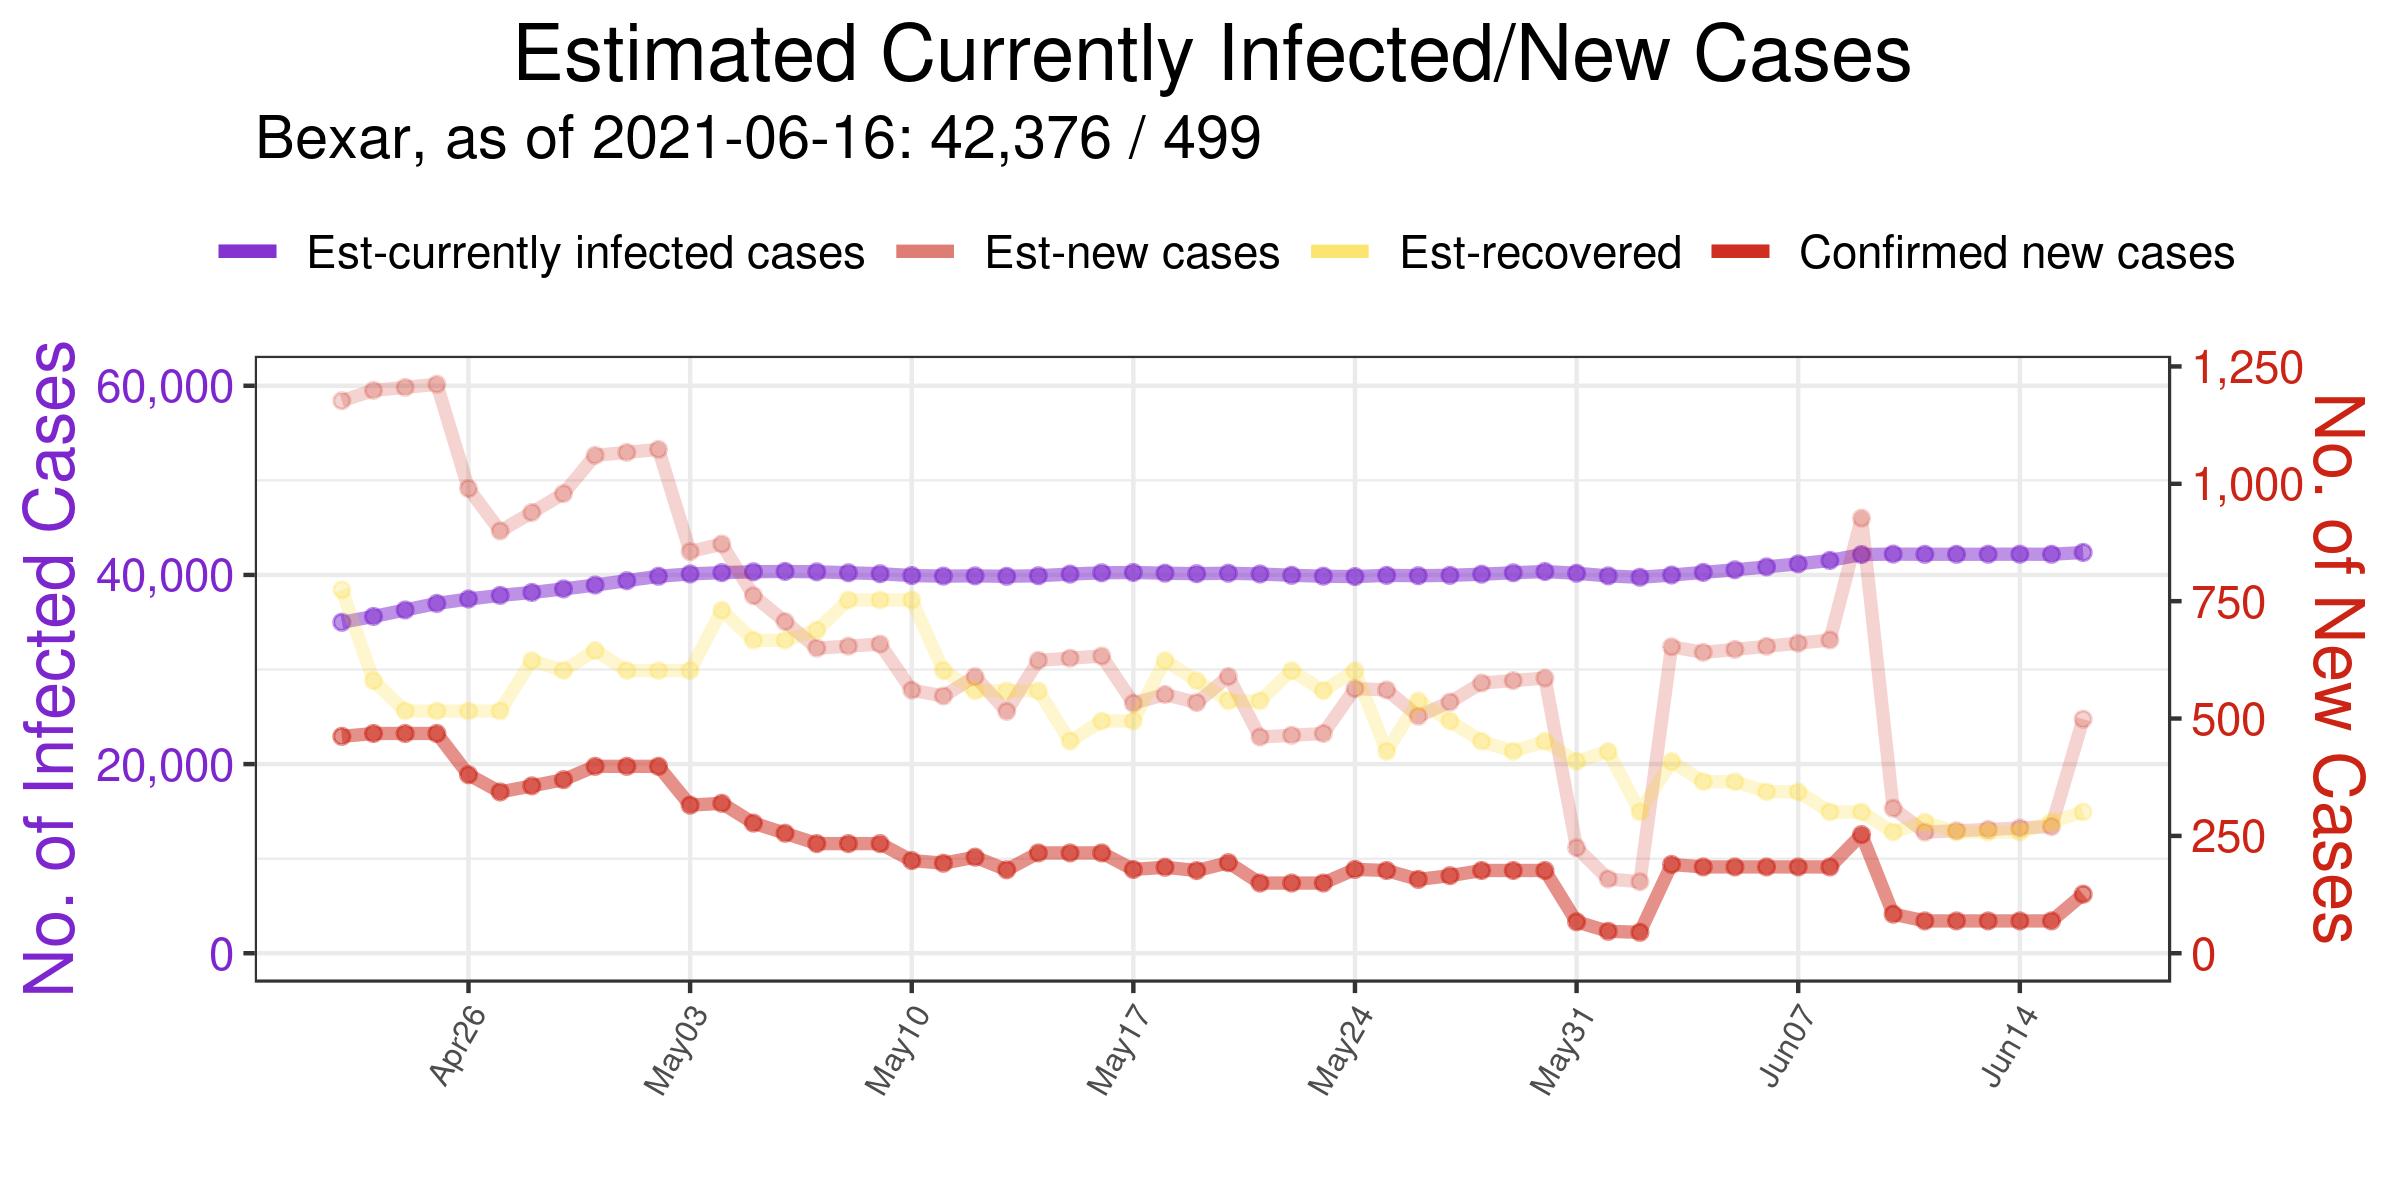 Estimated Currently Infected/New Cases
Bexar, as of 2021-06-16: 42,376 / 499
Est-currently infected cases Est-new cases Est-recovered Confirmed new cases
No. of Infected Cases
60,000
40,000
20,000
0
1,250
1,000
750
500
250
0
No. of New Cases
Apr26 May03 May10 May17 May24 May31 Jun07 Jun14